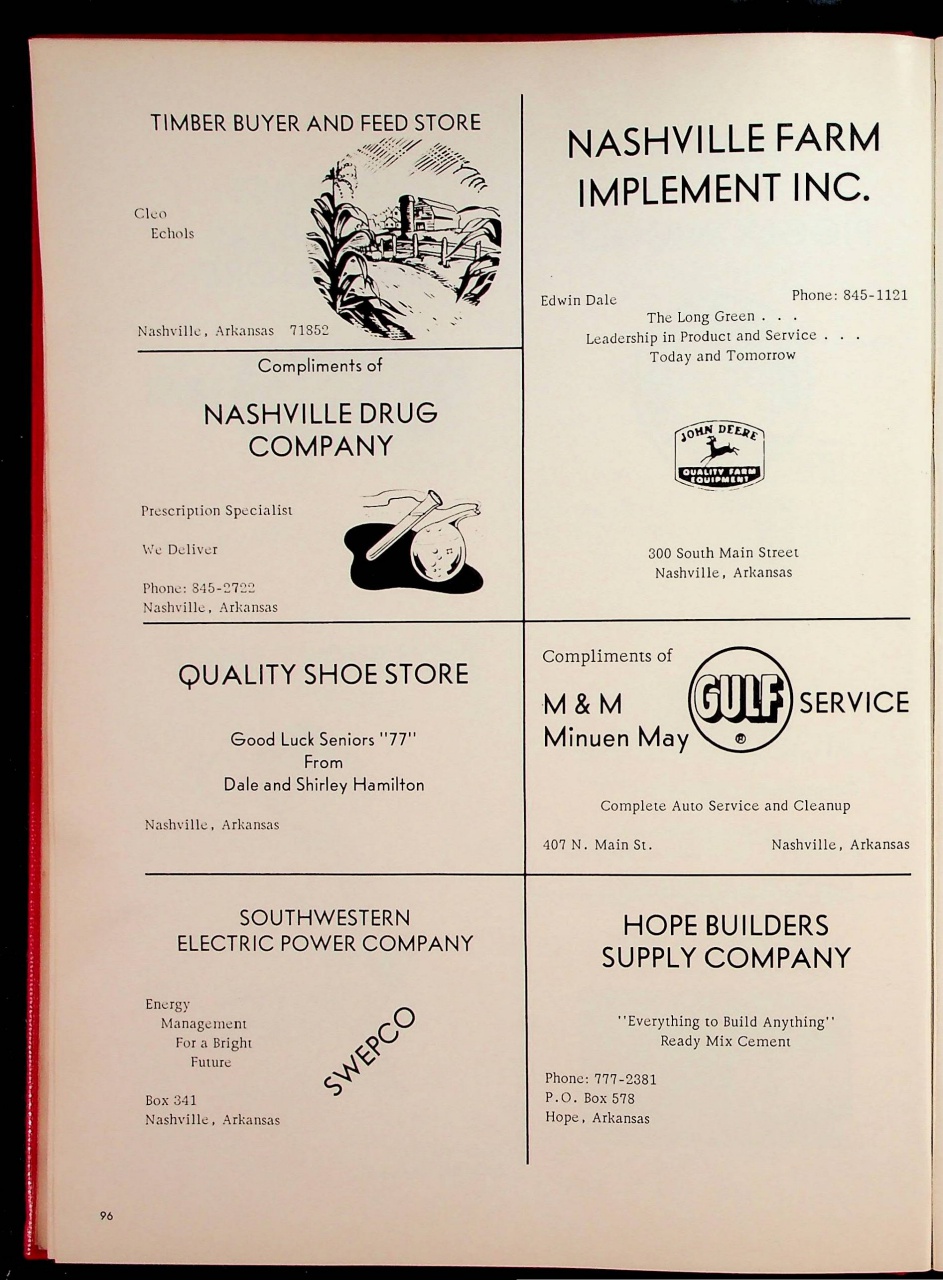 TIMBER BUYER AND FEED STORE
Cleo
Echols
Nashville, Arkansas 71852
Compliments of
NASHVILLE DRUG
COMPANY
Prescription Specialist
We Deliver
Phone: 845-2722
Nashville, Arkansas
QUALITY SHOE STORE
Good Luck Seniors "77"
From
Dale and Shirley Hamilton
Nashville, Arkansas
SOUTHWESTERN
ELECTRIC POWER COMPANY
Energy
Management
For a Bright
Future
SWEPCO
Box 341
Nashville, Arkansas
NASHVILLE FARM
IMPLEMENT INC.
Edwin Dale Phone: 845-1121
The Long Green . . .
Leadership in Product and Service . . .
Today and Tomorrow
JOHN DEERE
QUALITY FARM
EQUIPMENT
300 South Main Street
Nashville, Arkansas
Compliments of
M & M GULF SERVICE
Minuen May ®
Complete Auto Service and Cleanup
407 N. Main St. Nashville, Arkansas
HOPE BUILDERS
SUPPLY COMPANY
"Everything to Build Anything"
Ready Mix Cement
Phone: 777-2381
P.O. Box 578
Hope, Arkansas
96